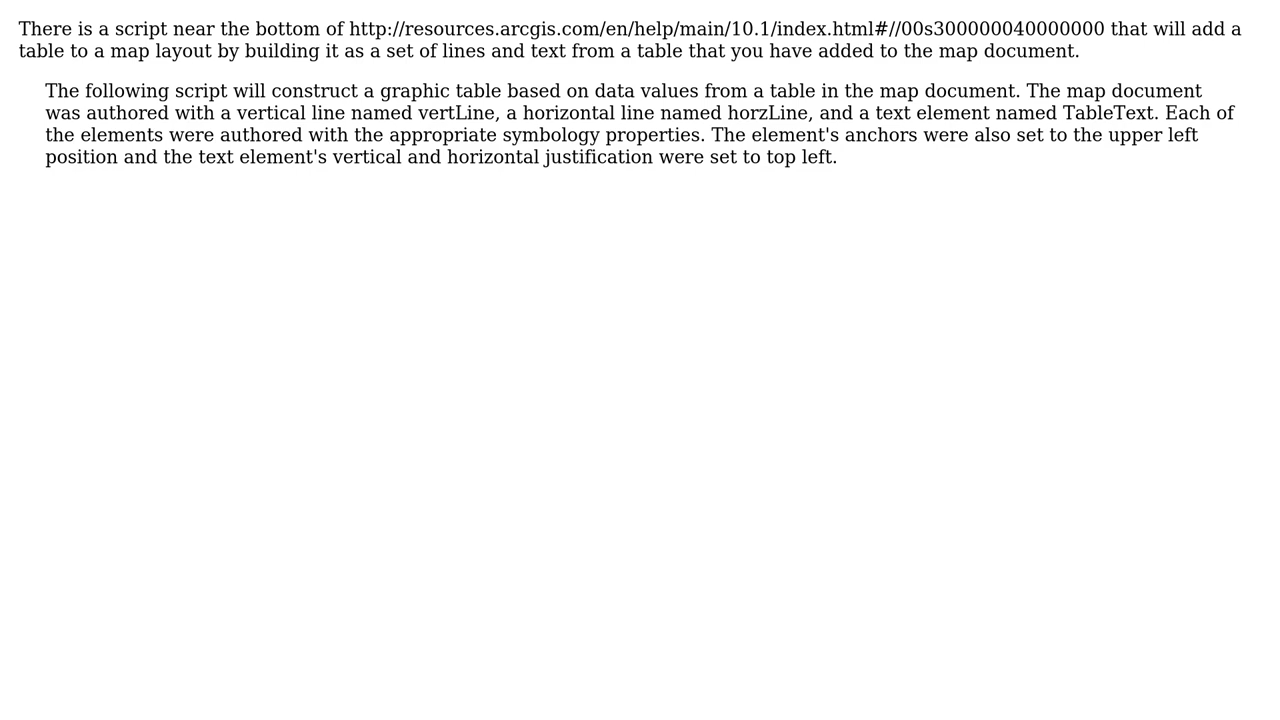 There is a script near the bottom of http://resources.arcgis.com/en/help/main/10.1/index.html#//00s300000040000000 that will add a
table to a map layout by building it as a set of lines and text from a table that you have added to the map document.
The following script will construct a graphic table based on data values from a table in the map document. The map document
was authored with a vertical line named vertLine, a horizontal line named horzLine, and a text element named TableText. Each of
the elements were authored with the appropriate symbology properties. The element's anchors were also set to the upper left
position and the text element's vertical and horizontal justification were set to top left.